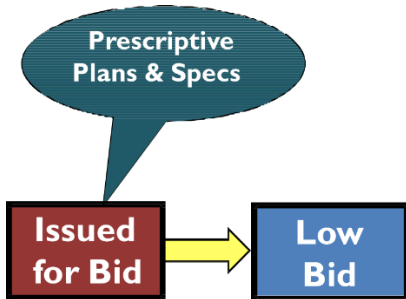 Prescriptive
Plans & Specs
Issued
for Bid
Low
Bid